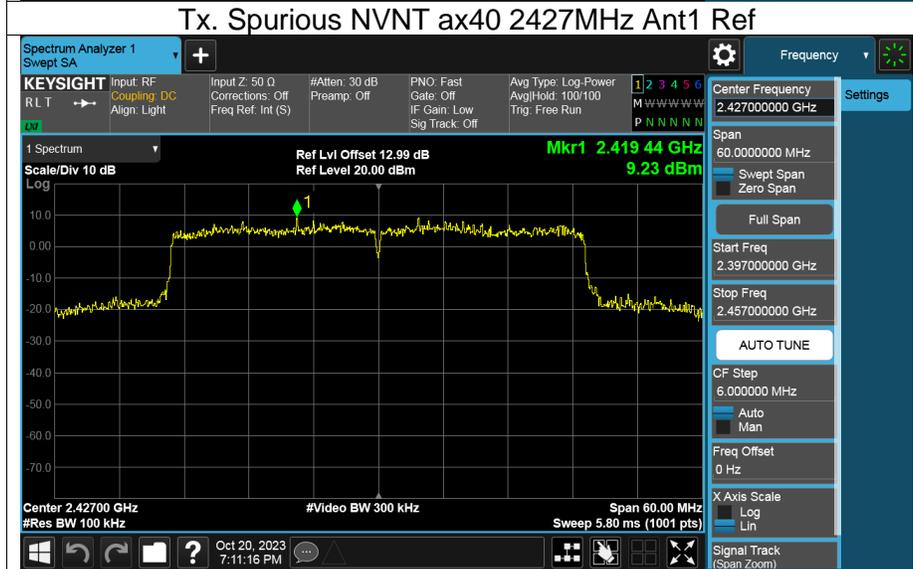 Tx. Spurious NVNT ax40 2427MHz Ant1 Ref
Spectrum Analyzer 1
Swept SA
Frequency
KEYSIGHT
RLT
LXI
Input: RF
Coupling: DC
Align: Light
Input Z: 50 Ω
Corrections: Off
Freq Ref: Int (S)
#Atten: 30 dB
Preamp: Off
PNO: Fast
Gate: Off
IF Gain: Low
Sig Track: Off
Avg Type: Log-Power
Avg|Hold: 100/100
Trig: Free Run
1 2 3 4 5 6
M W W W W W
P N N N N N
1 Spectrum
Scale/Div 10 dB
Log
Ref Lvl Offset 12.99 dB
Ref Level 20.00 dBm
Mkr1 2.419 44 GHz
9.23 dBm
1
10.0
0.00
-10.0
-20.0
-30.0
-40.0
-50.0
-60.0
-70.0
Center 2.42700 GHz
#Res BW 100 kHz
#Video BW 300 kHz
Span 60.00 MHz
Sweep 5.80 ms (1001 pts)
Oct 20, 2023
7:11:16 PM
Center Frequency
2.427000000 GHz
Span
60.0000000 MHz
Swept Span
Zero Span
Full Span
Start Freq
2.397000000 GHz
Stop Freq
2.457000000 GHz
AUTO TUNE
CF Step
6.000000 MHz
Auto
Man
Freq Offset
0 Hz
X Axis Scale
Log
Lin
Signal Track
(Span Zoom)
Settings